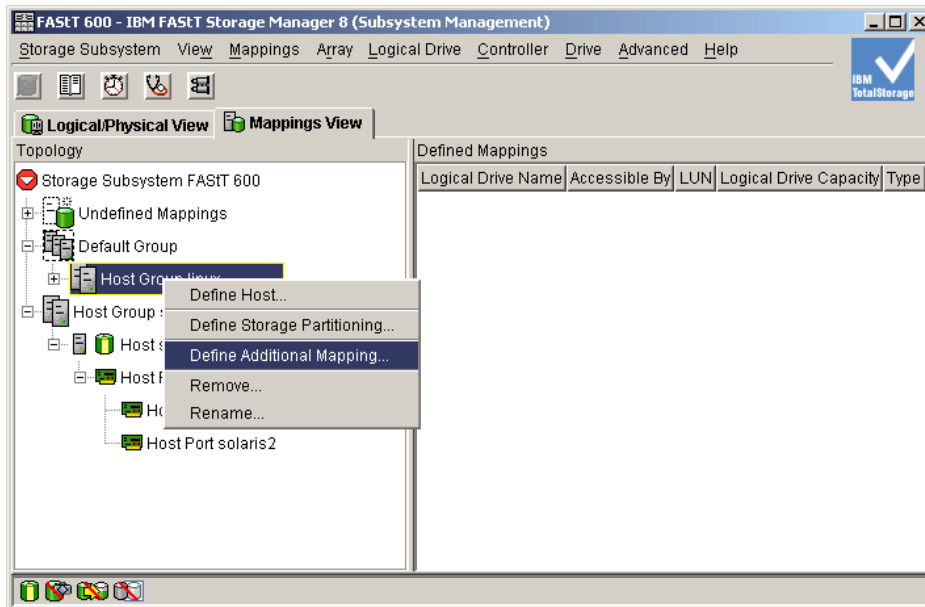 FAStT 600 - IBM FAStT Storage Manager 8 (Subsystem Management)
Storage Subsystem View Mappings Array Logical Drive Controller Drive Advanced Help
IBM
TotalStorage
Logical/Physical View Mappings View
Topology
Defined Mappings
Storage Subsystem FAStT 600
Logical Drive Name Accessible By LUN Logical Drive Capacity Type
Undefined Mappings
Default Group
Host Group linux
Define Host...
Host Group
Define Storage Partitioning...
Host
Define Additional Mapping...
Host
Remove...
Rename...
Host Port solaris2